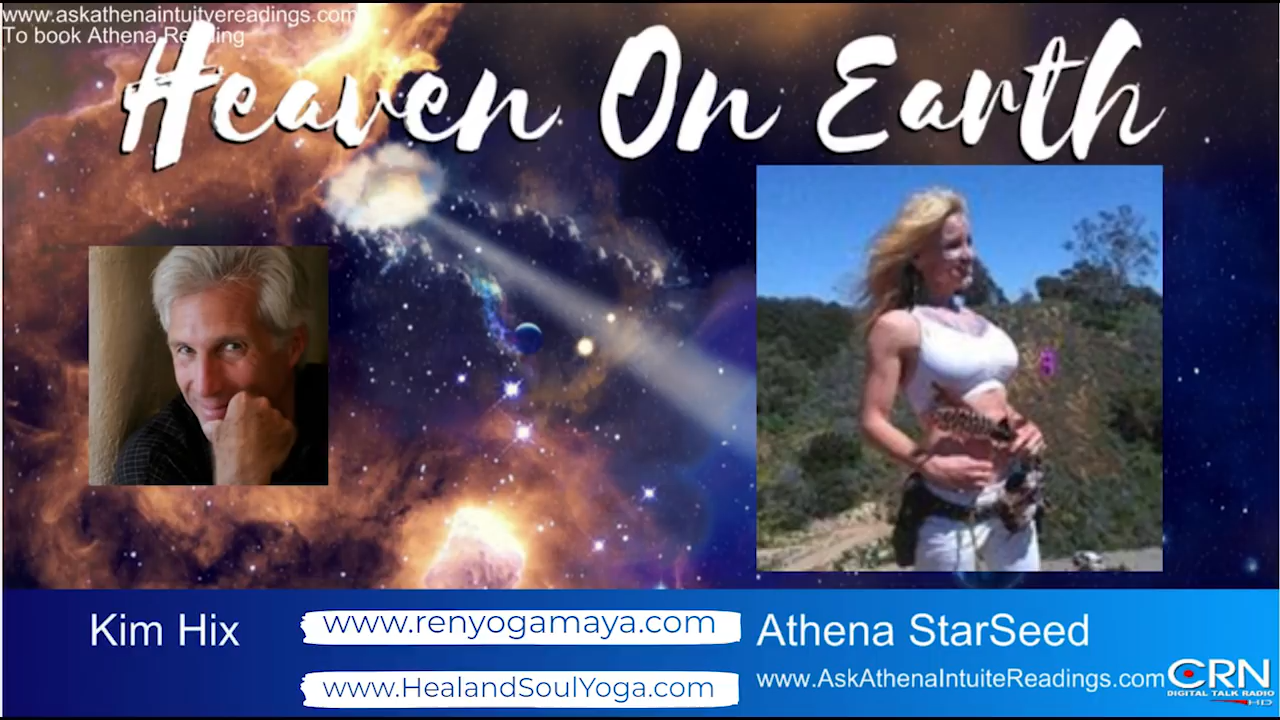 www.askathenaintuitvereadings.com
To book Athena Reading
Heaven On Earth
Kim Hix
www.renyogamaya.com
www.HealandSoulYoga.com
Athena StarSeed
www.AskAthenaIntuiteReadings.com
CRN
DIGITAL TALK RADIO
HD